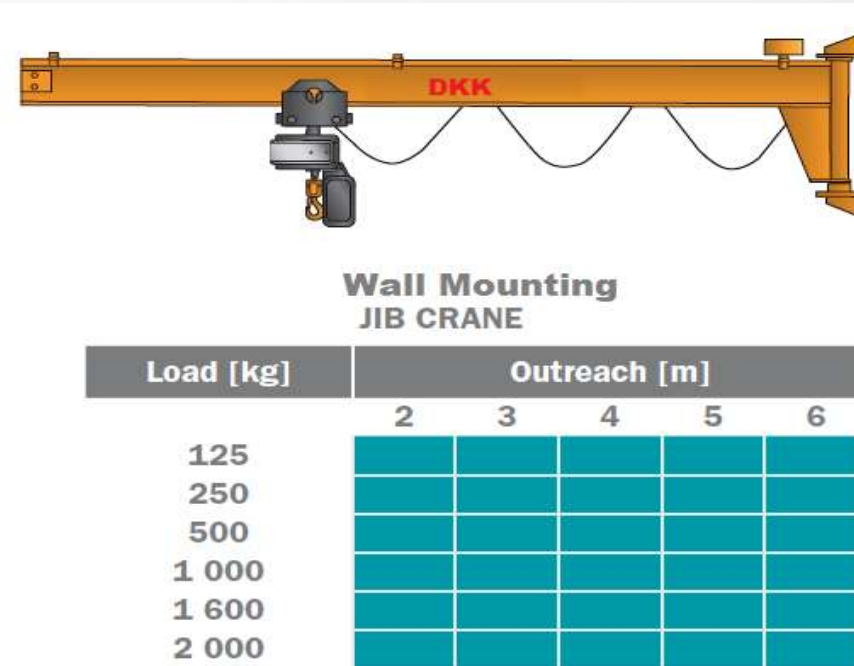 DKK
Wall Mounting
JIB CRANE
Load [kg] Outreach [m]
2 3 4 5 6
125
250
500
1 000
1 600
2 000